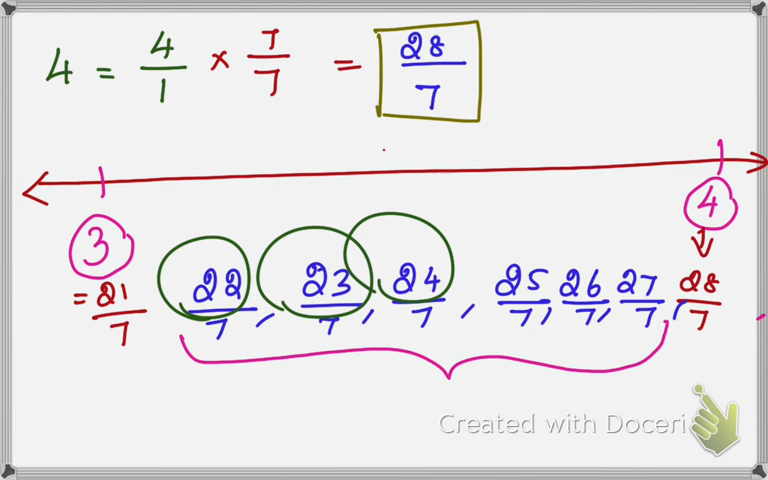 4 = 4/1 × 7/7 = 28/7
3 4
= 21/7 22/7, 23/7, 24/7, 25/7, 26/7, 27/7, 28/7
Created with Doceri